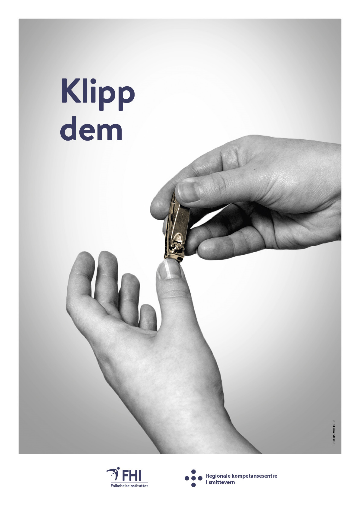 Klipp
dem
FHI
Folkehelseinstituttet
Regionale kompetansesentre
i smittevern